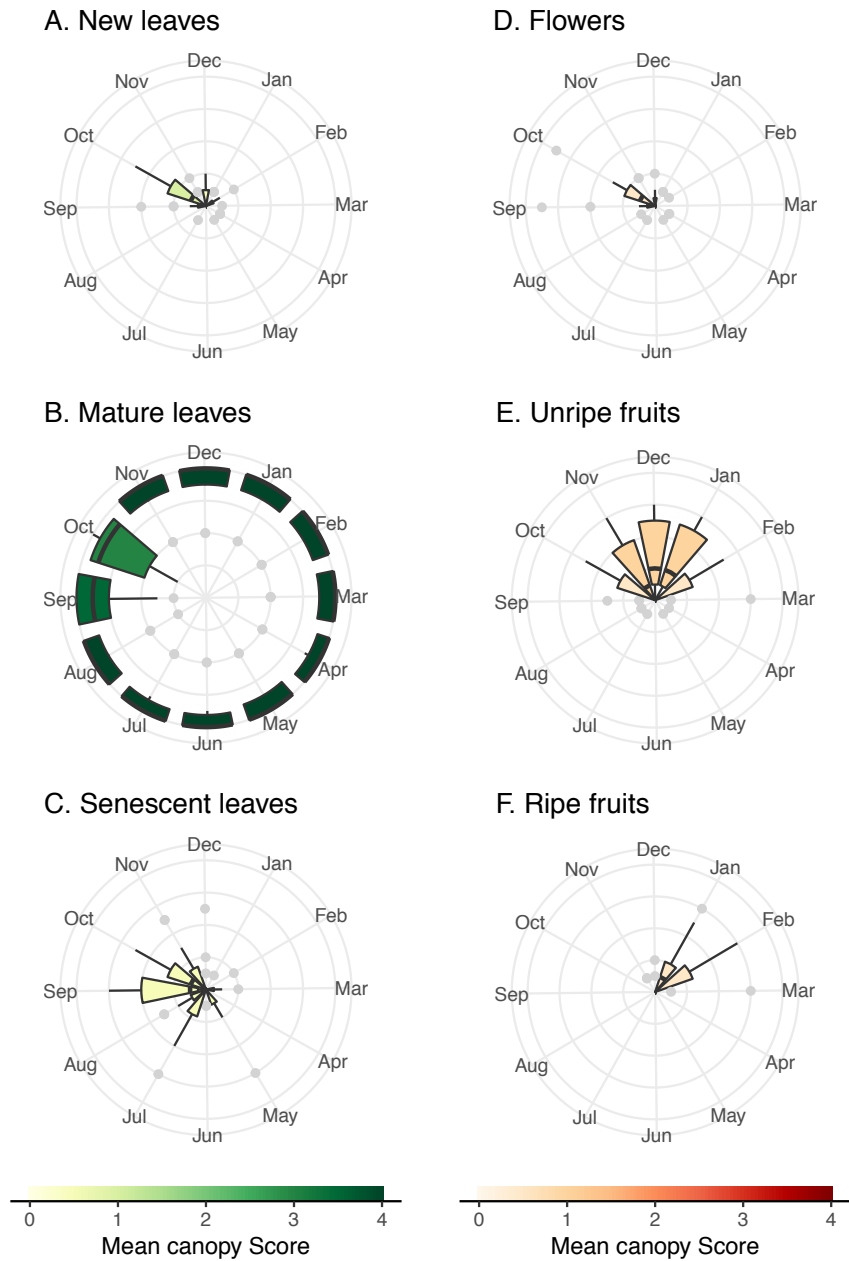 A. New leaves
Dec
Jan
Feb
Mar
Apr
May
Jun
Jul
Aug
Sep
Oct
Nov
D. Flowers
Dec
Jan
Feb
Mar
Apr
May
Jun
Jul
Aug
Sep
Oct
Nov
B. Mature leaves
Dec
Jan
Feb
Mar
Apr
May
Jun
Jul
Aug
Sep
Oct
Nov
E. Unripe fruits
Dec
Jan
Feb
Mar
Apr
May
Jun
Jul
Aug
Sep
Oct
Nov
C. Senescent leaves
Dec
Jan
Feb
Mar
Apr
May
Jun
Jul
Aug
Sep
Oct
Nov
F. Ripe fruits
Dec
Jan
Feb
Mar
Apr
May
Jun
Jul
Aug
Sep
Oct
Nov
0 1 2 3 4
Mean canopy Score
0 1 2 3 4
Mean canopy Score